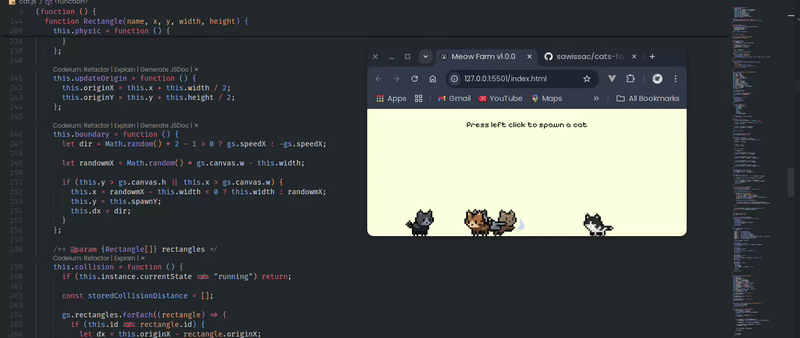 cat.js > <function>
5 (function () {
144 function Rectangle(name, x, y, width, height) {
209 this.physic = function () {
238 }
239 };
240
Codeium: Refactor | Explain | Generate JSDoc | ×
241 this.updateOrigin = function () {
242 this.originX = this.x + this.width / 2;
243 this.originY = this.y + this.height / 2;
244 };
245
Codeium: Refactor | Explain | Generate JSDoc | ×
246 this.boundary = function () {
247 let dir = Math.random() * 2 - 1 > 0 ? gs.speedX : -gs.speedX;
248
249 let randowmX = Math.random() * gs.canvas.w - this.width;
250
251 if (this.y > gs.canvas.h || this.x > gs.canvas.w) {
252 this.x = randowmX - this.width < 0 ? this.width : randowmX;
253 this.y = this.spawnY;
254 this.dx = dir;
255 }
256 };
257
258 /** @param {Rectangle[]} rectangles */
Codeium: Refactor | Explain | ×
259 this.collision = function () {
260 if (this.instance.currentState !== "running") return;
261
262 const storedCollisionDistance = [];
263
264 gs.rectangles.forEach((rectangle) => {
265 if (this.id !== rectangle.id) {
266 let dx = this.originX - rectangle.originX;
Meow Farm v1.0.0
sawissac/cats-fa
127.0.0.1:5501/index.html
Apps
Gmail
YouTube
Maps
»
All Bookmarks
Press left click to spawn a cat